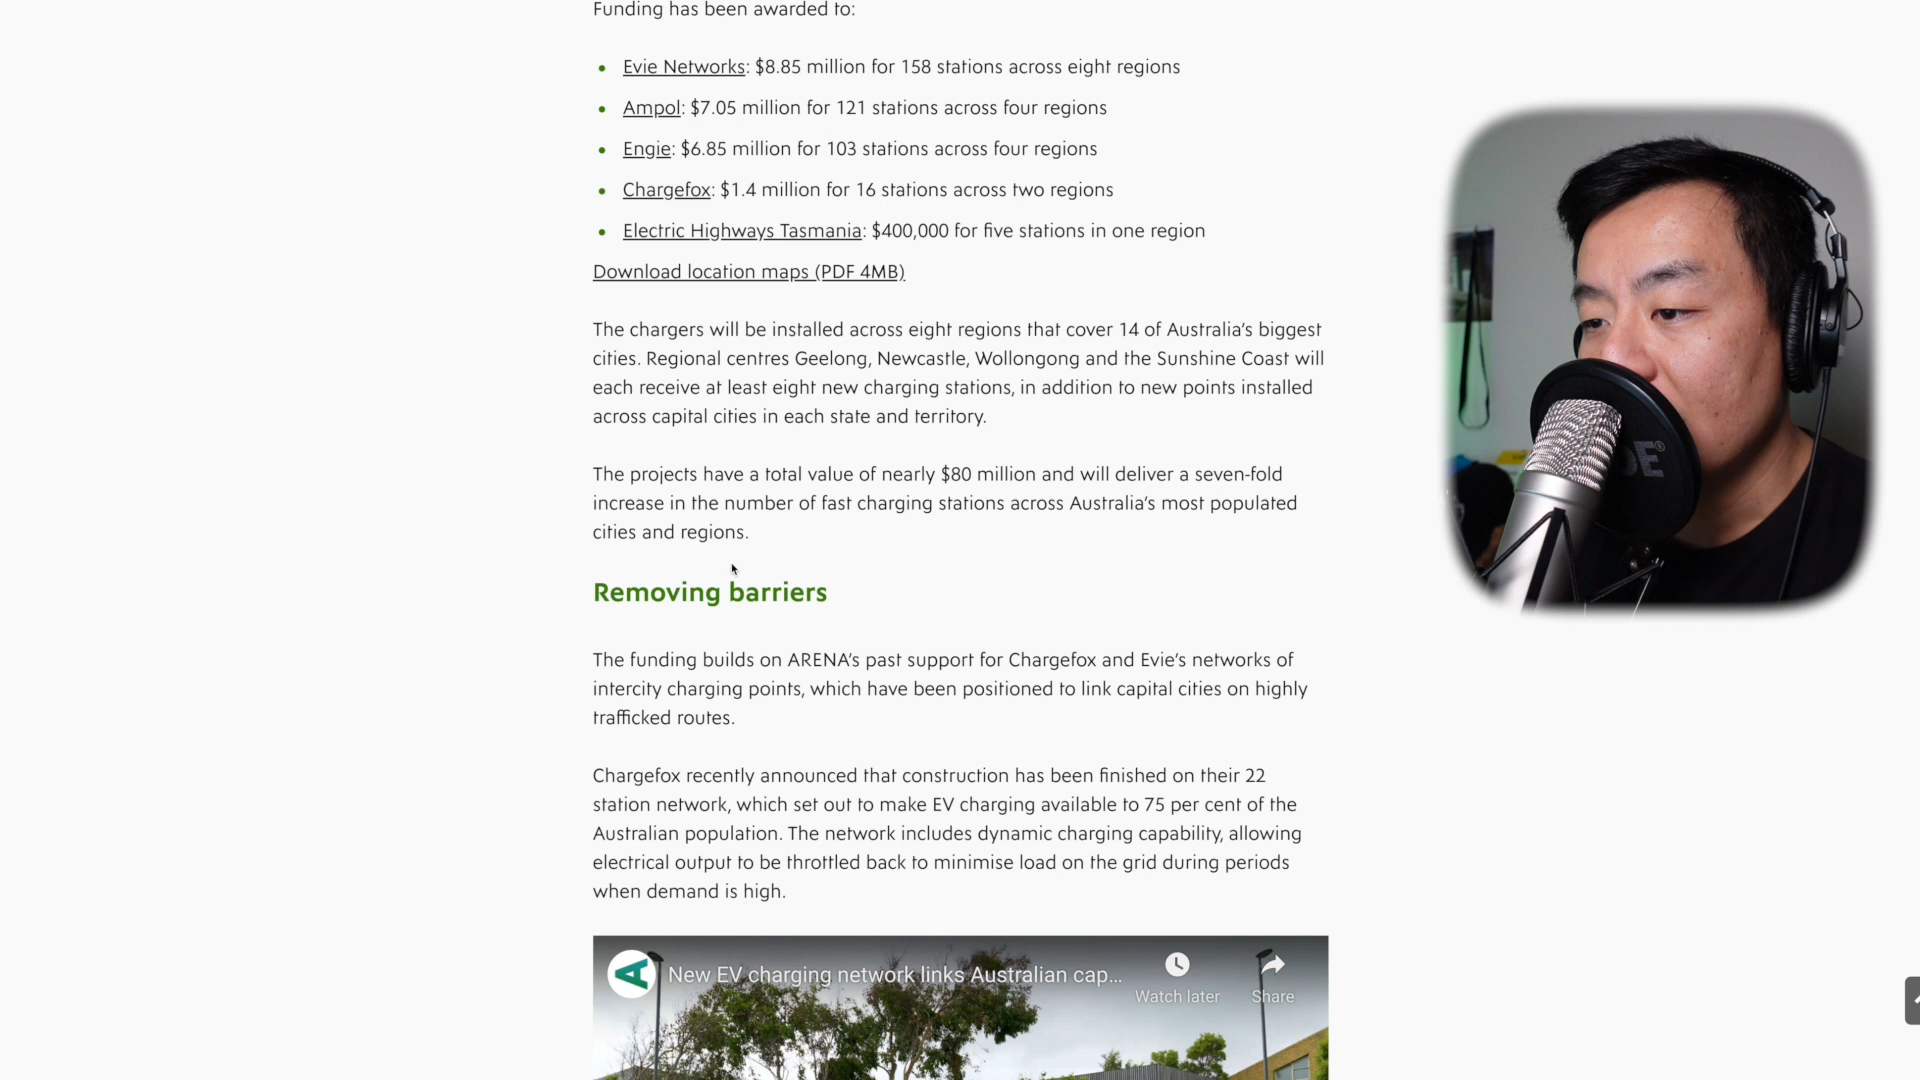 Funding has been awarded to:
Evie Networks: $8.85 million for 158 stations across eight regions
Ampol: $7.05 million for 121 stations across four regions
Engie: $6.85 million for 103 stations across four regions
Chargefox: $1.4 million for 16 stations across two regions
Electric Highways Tasmania: $400,000 for five stations in one region
Download location maps (PDF 4MB)
The chargers will be installed across eight regions that cover 14 of Australia’s biggest
cities. Regional centres Geelong, Newcastle, Wollongong and the Sunshine Coast will
each receive at least eight new charging stations, in addition to new points installed
across capital cities in each state and territory.
The projects have a total value of nearly $80 million and will deliver a seven-fold
increase in the number of fast charging stations across Australia’s most populated
cities and regions.
Removing barriers
The funding builds on ARENA’s past support for Chargefox and Evie’s networks of
intercity charging points, which have been positioned to link capital cities on highly
trafficked routes.
Chargefox recently announced that construction has been finished on their 22
station network, which set out to make EV charging available to 75 per cent of the
Australian population. The network includes dynamic charging capability, allowing
electrical output to be throttled back to minimise load on the grid during periods
when demand is high.
New EV charging network links Australian cap...
Watch later
Share